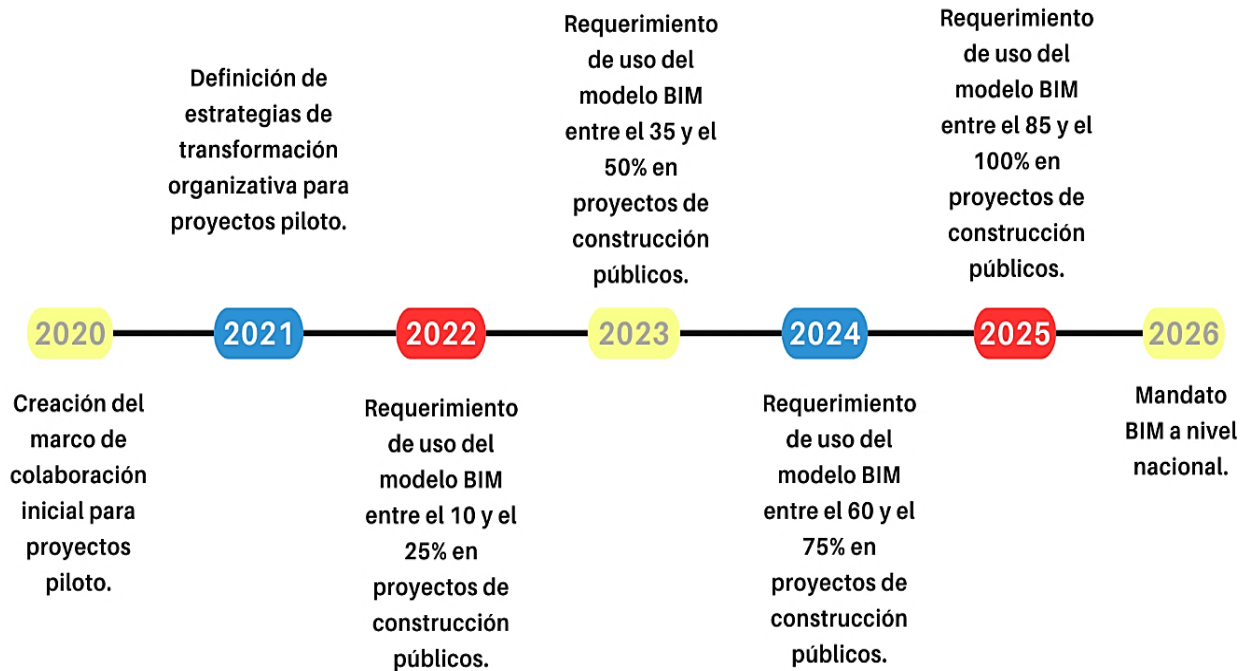 2020
Creación del
marco de
colaboración
inicial para
proyectos
piloto.
2021
Definición de
estrategias de
transformación
organizativa para
proyectos piloto.
2022
Requerimiento
de uso del
modelo BIM
entre el 10 y el
25% en
proyectos de
construcción
públicos.
2023
Requerimiento
de uso del
modelo BIM
entre el 35 y el
50% en
proyectos de
construcción
públicos.
2024
Requerimiento
de uso del
modelo BIM
entre el 60 y el
75% en
proyectos de
construcción
públicos.
2025
Requerimiento
de uso del
modelo BIM
entre el 85 y el
100% en
proyectos de
construcción
públicos.
2026
Mandato
BIM a nivel
nacional.